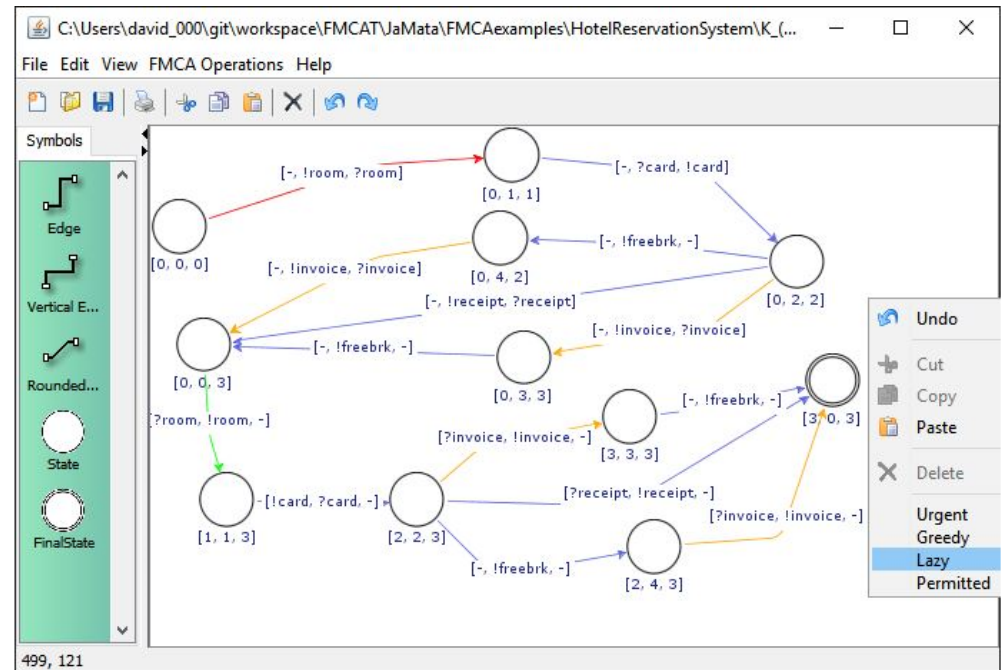 C:\Users\david_000\git\workspace\FMCAT\JaMata\FMCAexamples\HotelReservationSystem\K_(...
File Edit View FMCA Operations Help
Symbols
Edge
Vertical E...
Rounded...
State
FinalState
[-, !room, ?room]
[0, 1, 1]
[-, ?card, !card]
[0, 0, 0]
[-, !freebrk, -]
[-, !invoice, ?invoice]
[0, 4, 2]
[0, 2, 2]
[-, !receipt, ?receipt]
[-, !invoice, ?invoice]
[-, !freebrk, -]
[0, 0, 3]
[0, 3, 3]
[-, !freebrk, -]
[3, 0, 3]
?room, !room, -]
[?invoice, !invoice, -]
[3, 3, 3]
[?receipt, !receipt, -]
[!card, ?card, -]
[?invoice, !invoice, -]
[1, 1, 3]
[2, 2, 3]
[-, !freebrk, -]
[2, 4, 3]
Undo
Cut
Copy
Paste
Delete
Urgent
Greedy
Lazy
Permitted
499, 121